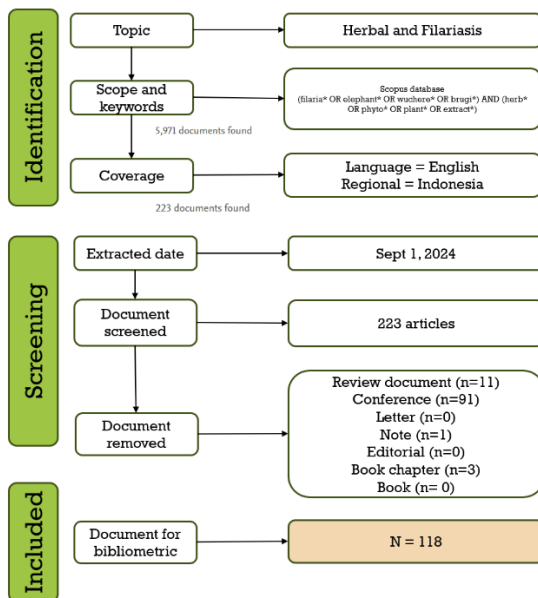 Identification
Topic
Herbal and Filariasis
Scope and
keywords
Scopus database
(filaria* OR elephant* OR wuchero* OR brugi*) AND (herb*
OR phyto* OR plant* OR extract*)
5,971 documents found
Coverage
Language = English
Regional = Indonesia
223 documents found
Screening
Extracted date
Sept 1, 2024
Document
screened
223 articles
Document
removed
Review document (n=11)
Conference (n=91)
Letter (n=0)
Note (n=1)
Editorial (n=0)
Book chapter (n=3)
Book (n= 0)
Included
Document for
bibliometric
N = 118